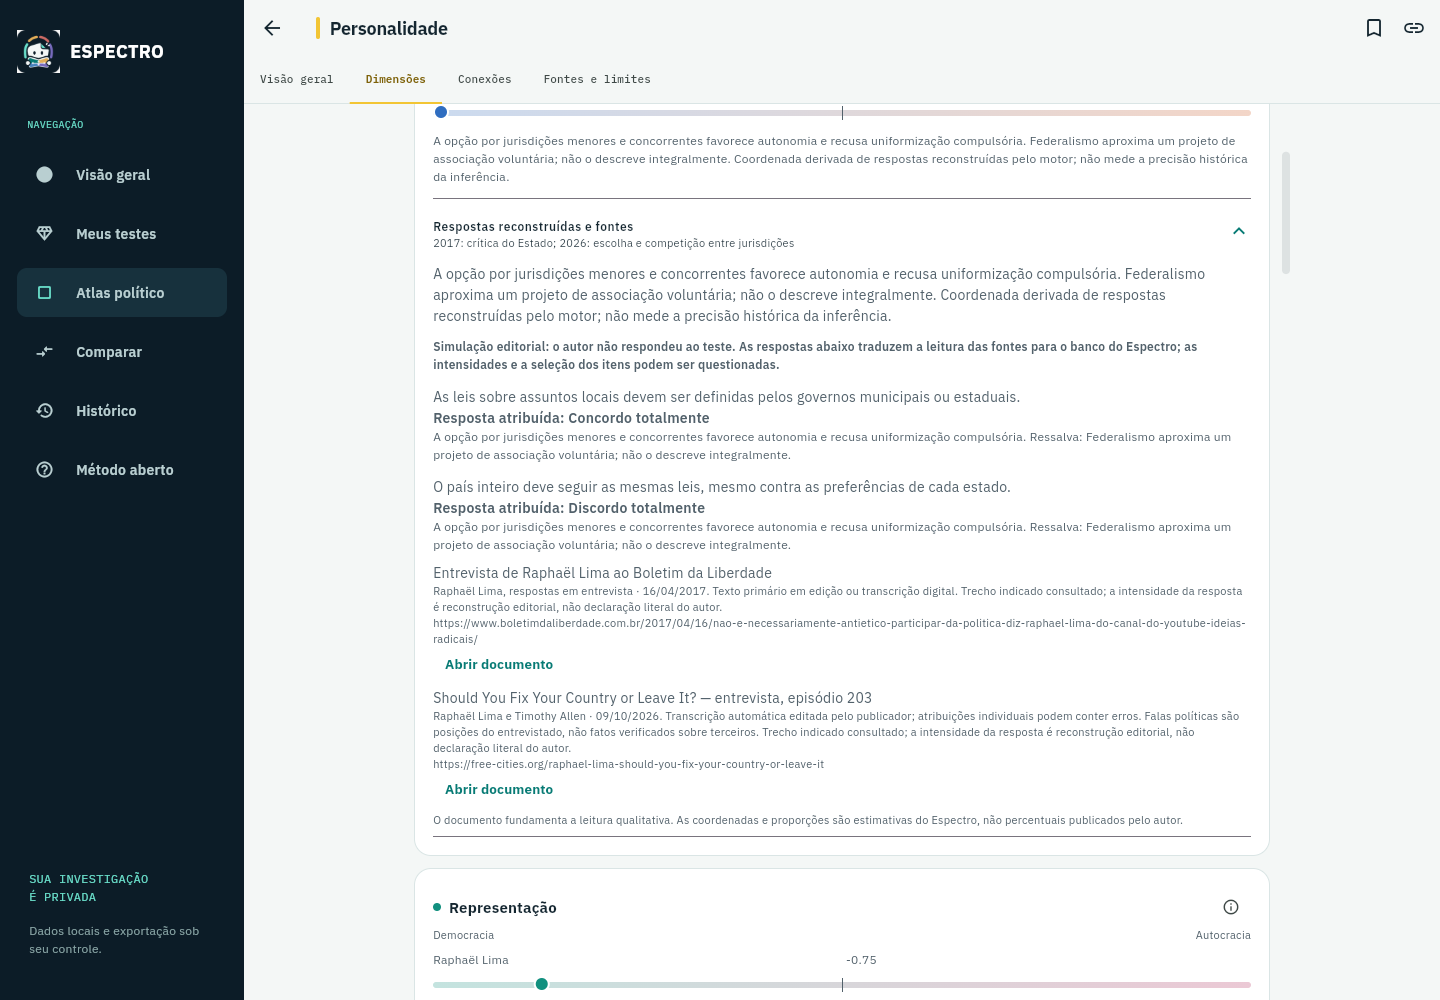 ESPECTRO
NAVEGAÇÃO
Visão geral
Meus testes
Atlas político
Comparar
Histórico
Método aberto
SUA INVESTIGAÇÃO
É PRIVADA
Dados locais e exportação sob
seu controle.
Personalidade
Visão geral
Dimensões
Conexões
Fontes e limites
A opção por jurisdições menores e concorrentes favorece autonomia e recusa uniformização compulsória. Federalismo aproxima um projeto de
associação voluntária; não o descreve integralmente. Coordenada derivada de respostas reconstruídas pelo motor; não mede a precisão histórica
da inferência.
Respostas reconstruídas e fontes
2017: crítica do Estado; 2026: escolha e competição entre jurisdições
A opção por jurisdições menores e concorrentes favorece autonomia e recusa uniformização compulsória. Federalismo
aproxima um projeto de associação voluntária; não o descreve integralmente. Coordenada derivada de respostas
reconstruídas pelo motor; não mede a precisão histórica da inferência.
Simulação editorial: o autor não respondeu ao teste. As respostas abaixo traduzem a leitura das fontes para o banco do Espectro; as
intensidades e a seleção dos itens podem ser questionadas.
As leis sobre assuntos locais devem ser definidas pelos governos municipais ou estaduais.
Resposta atribuída: Concordo totalmente
A opção por jurisdições menores e concorrentes favorece autonomia e recusa uniformização compulsória. Ressalva: Federalismo aproxima um
projeto de associação voluntária; não o descreve integralmente.
O país inteiro deve seguir as mesmas leis, mesmo contra as preferências de cada estado.
Resposta atribuída: Discordo totalmente
A opção por jurisdições menores e concorrentes favorece autonomia e recusa uniformização compulsória. Ressalva: Federalismo aproxima um
projeto de associação voluntária; não o descreve integralmente.
Entrevista de Raphaël Lima ao Boletim da Liberdade
Raphaël Lima, respostas em entrevista · 16/04/2017. Texto primário em edição ou transcrição digital. Trecho indicado consultado; a intensidade da resposta
é reconstrução editorial, não declaração literal do autor.
https://www.boletimdaliberdade.com.br/2017/04/16/nao-e-necessariamente-antietico-participar-da-politica-diz-raphael-lima-do-canal-do-youtube-ideias-
radicais/
Abrir documento
Should You Fix Your Country or Leave It? — entrevista, episódio 203
Raphaël Lima e Timothy Allen · 09/10/2026. Transcrição automática editada pelo publicador; atribuições individuais podem conter erros. Falas políticas são
posições do entrevistado, não fatos verificados sobre terceiros. Trecho indicado consultado; a intensidade da resposta é reconstrução editorial, não
declaração literal do autor.
https://free-cities.org/raphael-lima-should-you-fix-your-country-or-leave-it
Abrir documento
O documento fundamenta a leitura qualitativa. As coordenadas e proporções são estimativas do Espectro, não percentuais publicados pelo autor.
Representação
Democracia
Autocracia
Raphaël Lima
-0.75